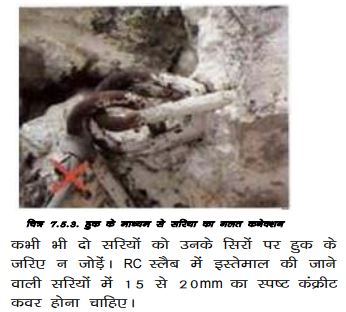 चित्र 7.5.3. हुक के माध्यम से सरिया का गलत कनेक्शन
कभी भी दो सरियों को उनके सिरों पर हुक के
जरिए न जोड़ें। RC स्लैब में इस्तेमाल की जाने
वाली सरियों में 15 से 20mm का स्पष्ट कंक्रीट
कवर होना चाहिए।